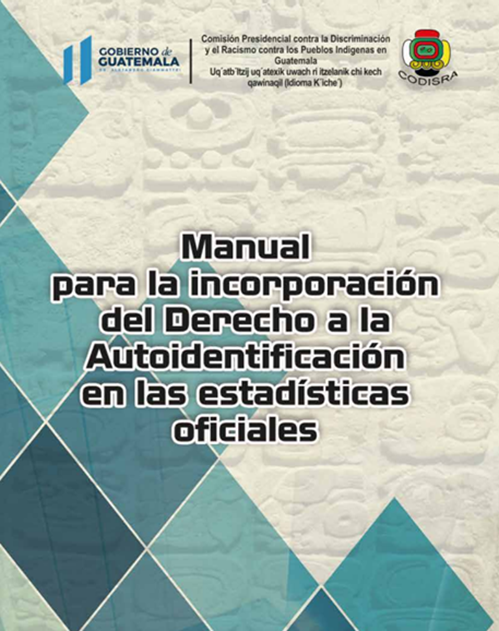 GOBIERNO de
GUATEMALA
DR. ALEJANDRO GIAMMATTEI
Comisión Presidencial contra la Discriminación
y el Racismo contra los Pueblos Indígenas en
Guatemala
Uq´atb´ltzij uq´atexik uwach ri itzelanik chi kech
qawinaqil (Idioma K´iche´)
CODISRA
Manual
para la incorporación
del Derecho a la
Autoidentificación
en las estadísticas
oficiales